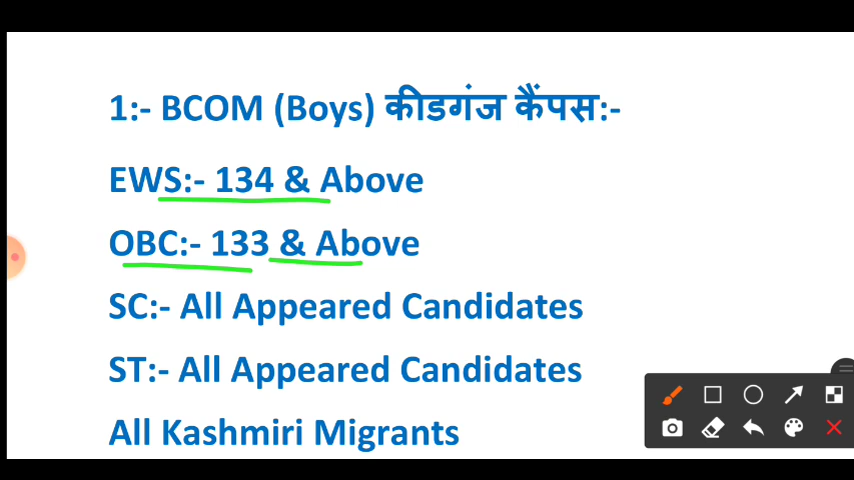 1:- BCOM (Boys) कीडगंज कैंपस:-
EWS:- 134 & Above
OBC:- 133 & Above
SC:- All Appeared Candidates
ST:- All Appeared Candidates
All Kashmiri Migrants